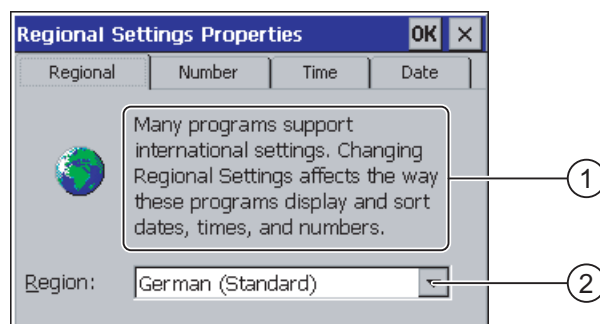 Regional Settings Properties OK ×
Regional Number Time Date
Many programs support
international settings. Changing
Regional Settings affects the way
these programs display and sort
dates, times, and numbers.
1
Region: German (Standard)
2